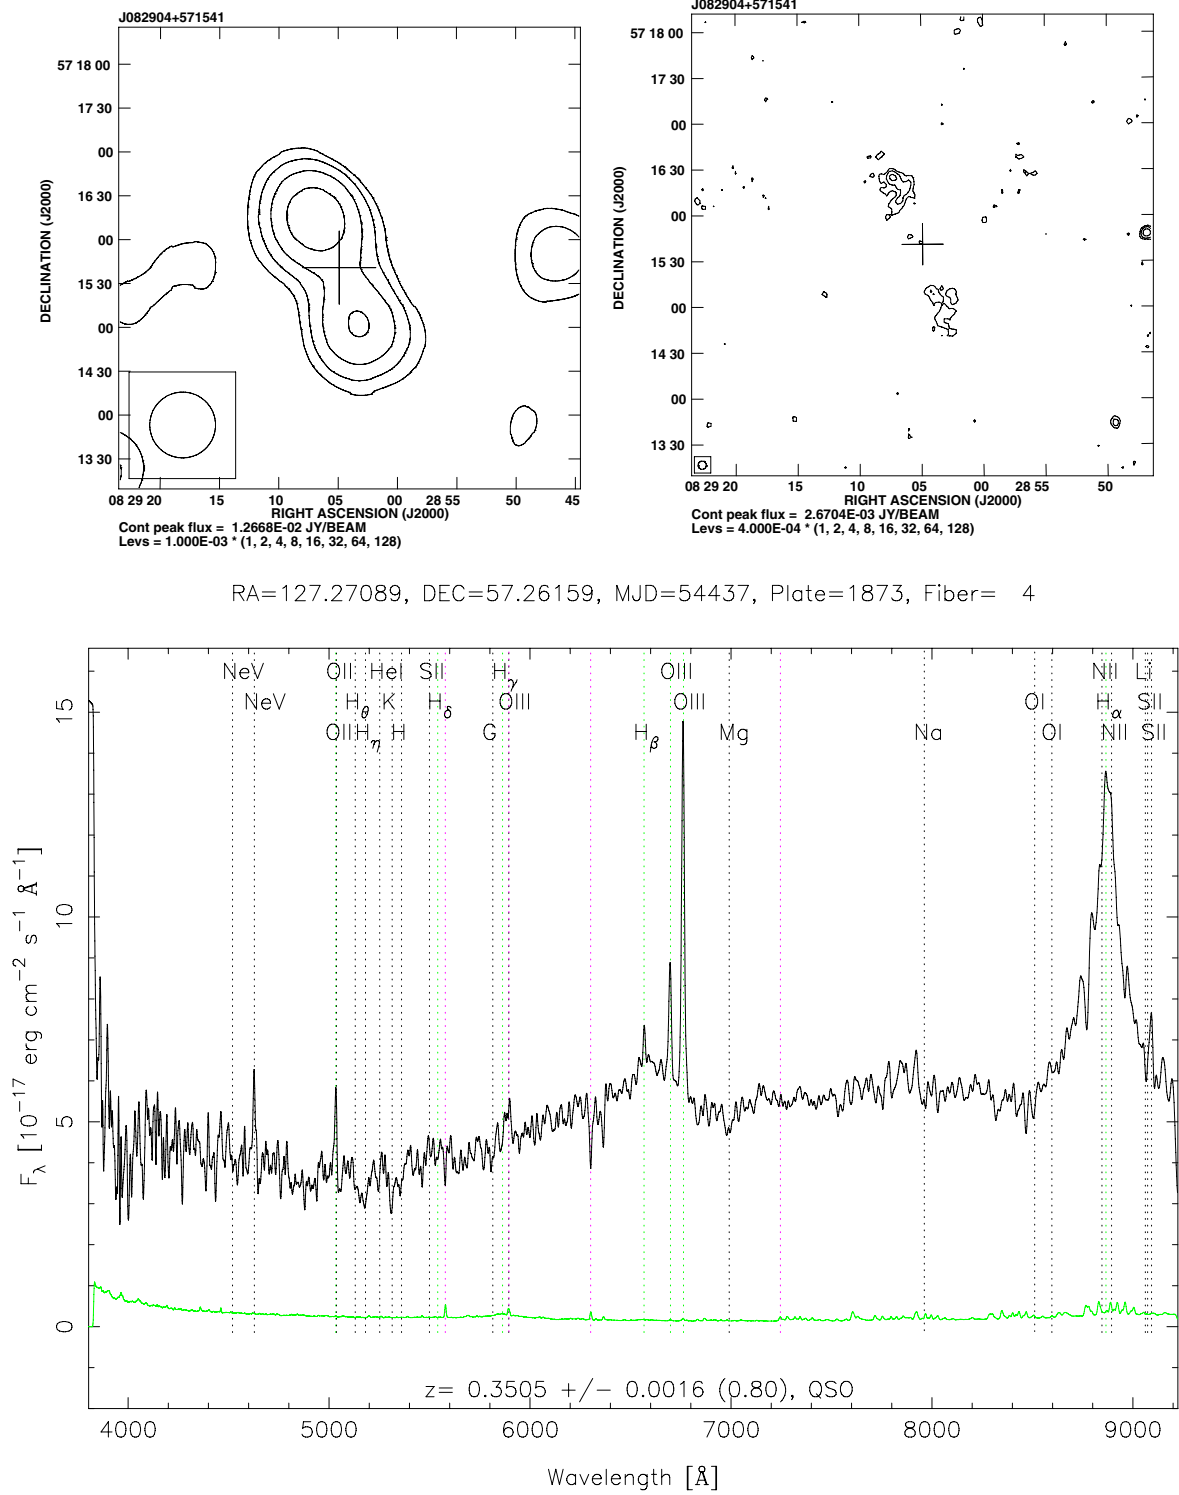 J082904+571541
57 18 00
17 30
00
16 30
00
15 30
00
14 30
00
13 30
DECLINATION (J2000)
08 29 20 15 10 05 00 28 55 50 45
RIGHT ASCENSION (J2000)
Cont peak flux = 1.2668E-02 JY/BEAM
Levs = 1.000E-03 * (1, 2, 4, 8, 16, 32, 64, 128)
J082904+571541
57 18 00
17 30
00
16 30
00
15 30
00
14 30
00
13 30
DECLINATION (J2000)
08 29 20 15 10 05 00 28 55 50
RIGHT ASCENSION (J2000)
Cont peak flux = 2.6704E-03 JY/BEAM
Levs = 4.000E-04 * (1, 2, 4, 8, 16, 32, 64, 128)
RA=127.27089, DEC=57.26159, MJD=54437, Plate=1873, Fiber= 4
NeV OII HeI SII Hγ OIII NII Li
NeV Hθ K Hδ OIII OIII OI Hα SII
OII Hη H G Hβ Mg Na OI NII SII
15
10
5
0
Fλ [10−17 erg cm−2 s−1 Å−1]
z= 0.3505 +/− 0.0016 (0.80), QSO
4000 5000 6000 7000 8000 9000
Wavelength [Å]